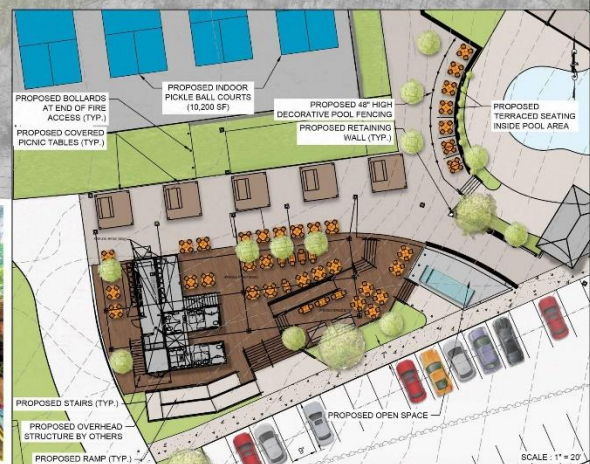 PROPOSED INDOOR
PICKLE BALL COURTS
(10,200 SF)
PROPOSED BOLLARDS
AT END OF FIRE
ACCESS (TYP.)
PROPOSED COVERED
PICNIC TABLES (TYP.)
PROPOSED 48" HIGH
DECORATIVE POOL FENCING
PROPOSED RETAINING
WALL (TYP.)
PROPOSED
TERRACED SEATING
INSIDE POOL AREA
PROPOSED STAIRS (TYP.)
PROPOSED OVERHEAD
STRUCTURE BY OTHERS
PROPOSED RAMP (TYP.)
PROPOSED OPEN SPACE
9'
SCALE : 1" = 20'